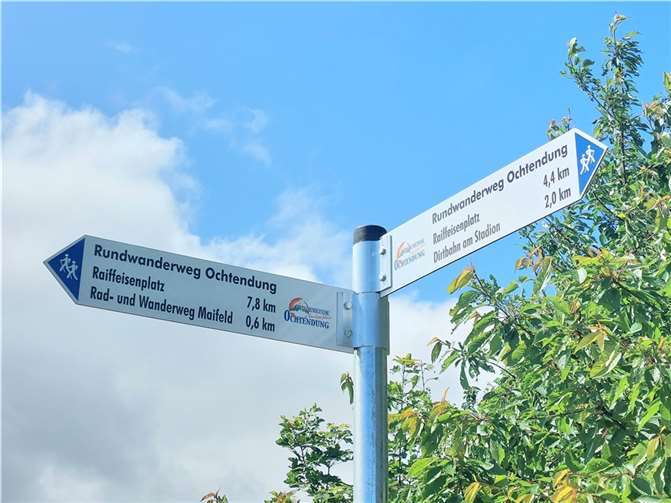 Rundwanderweg Ochtendung
Raiffeisenplatz 7,8 km
Rad- und Wanderweg Maifeld 0,6 km
OCHTENDUNG
Rundwanderweg Ochtendung
Raiffeisenplatz 4,4 km
Dirtbahn am Stadion 2,0 km
OCHTENDUNG